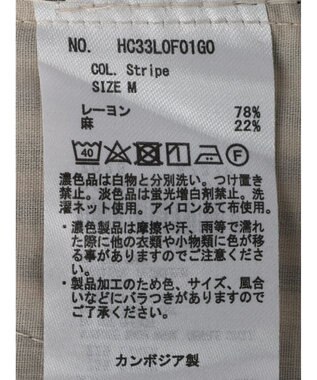 NO. HC33L0F01G0
COL. Stripe
SIZE M
レーヨン 78%
麻 22%
40
F
濃色品は白物と分別洗い。つけ置き
禁止。淡色品は蛍光増白剤禁止。洗
濯ネット使用。アイロンあて布使用。
・濃色製品は摩擦や汗、雨等で濡れ
た際に他の衣類や小物類に色が移
る事がありますのでご注意くださ
い。
・製品加工のため色、サイズ、風合
いなどにバラつきがありますので
ご了承ください。
カンボジア製